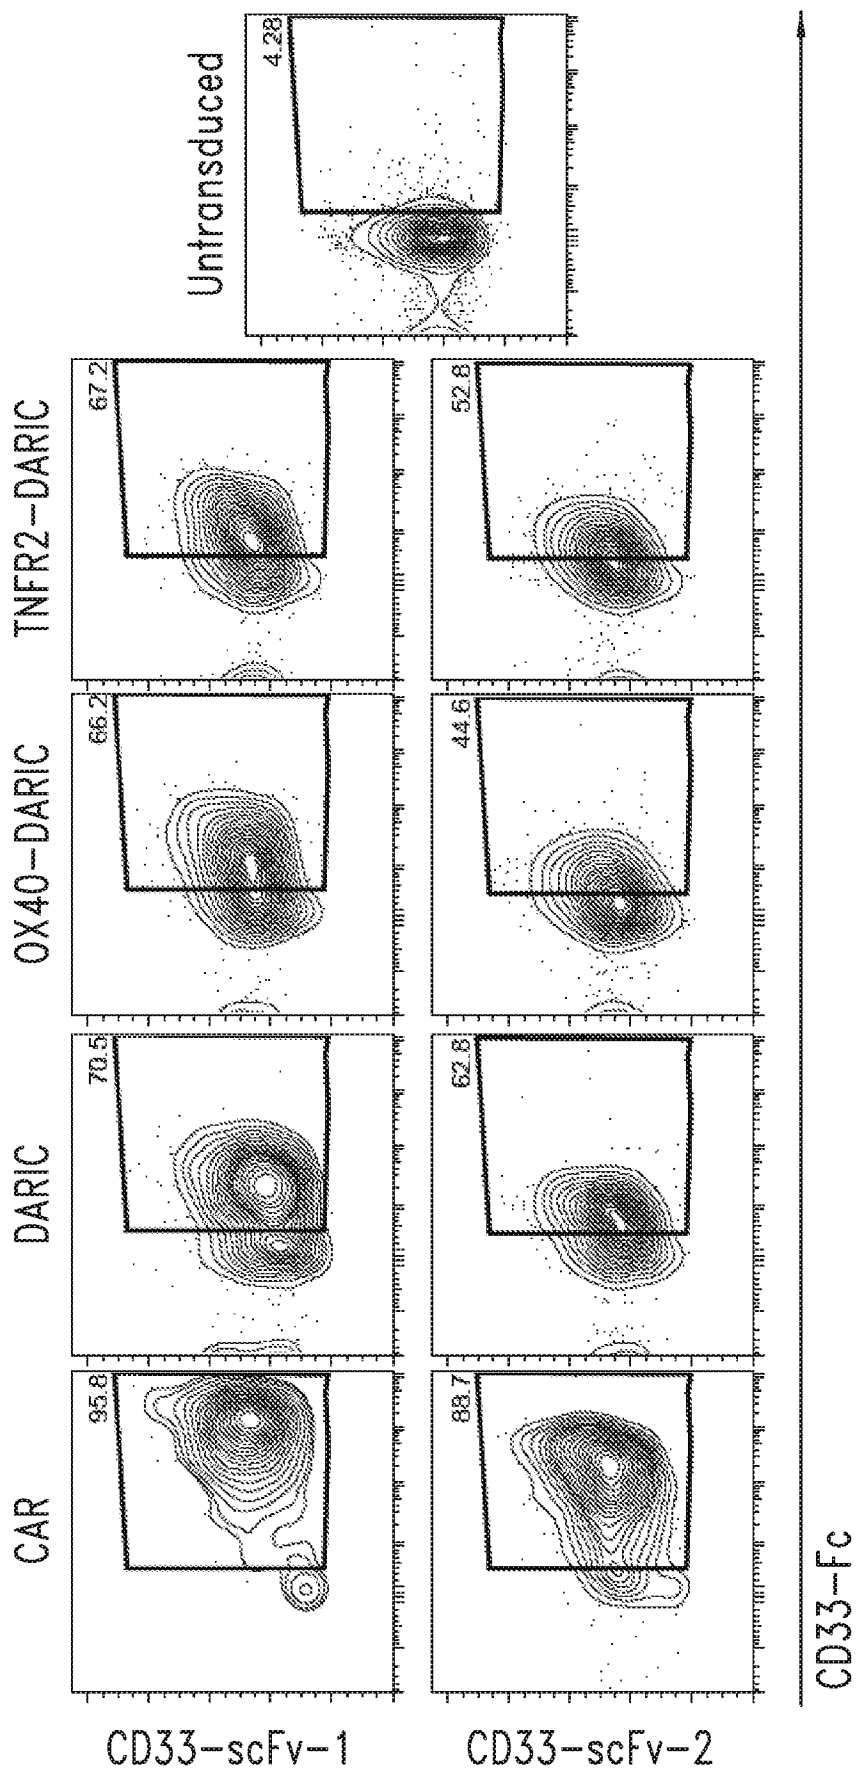 CAR
DARIC
OX40-DARIC
TNFR2-DARIC
Untransduced
CD33-scFv-1
95.8
70.5
66.2
67.2
4.28
CD33-scFv-2
88.7
62.8
44.6
52.8
CD33-Fc